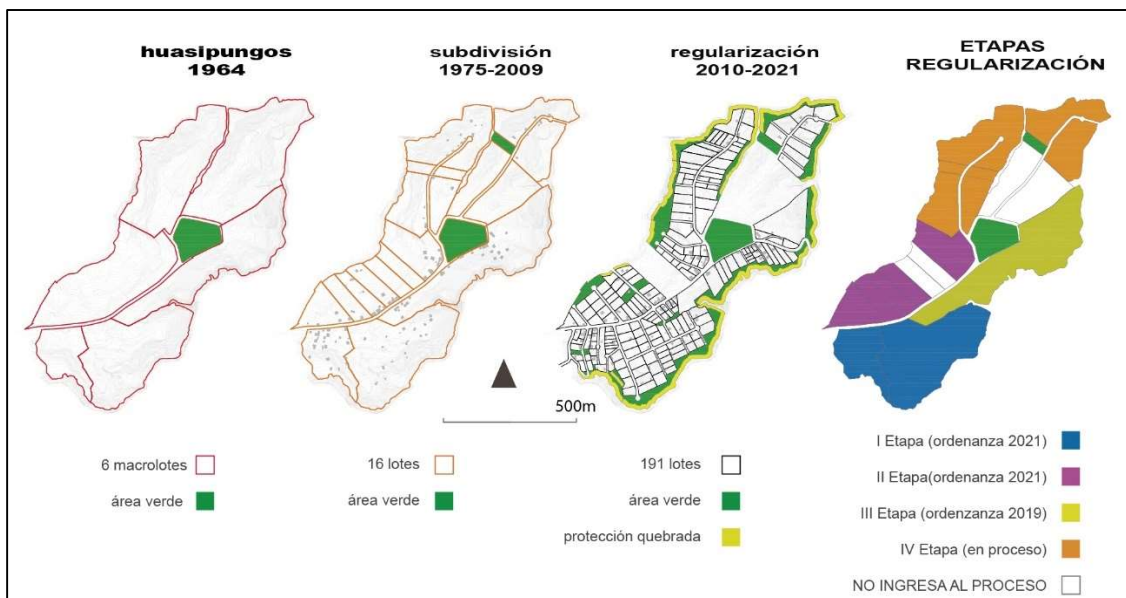 huasipungos
1964
subdivisión
1975-2009
regularización
2010-2021
ETAPAS
REGULARIZACIÓN
500m
6 macrolotes
área verde
16 lotes
área verde
191 lotes
área verde
protección quebrada
I Etapa (ordenanza 2021)
II Etapa(ordenanza 2021)
III Etapa (ordenzanza 2019)
IV Etapa (en proceso)
NO INGRESA AL PROCESO